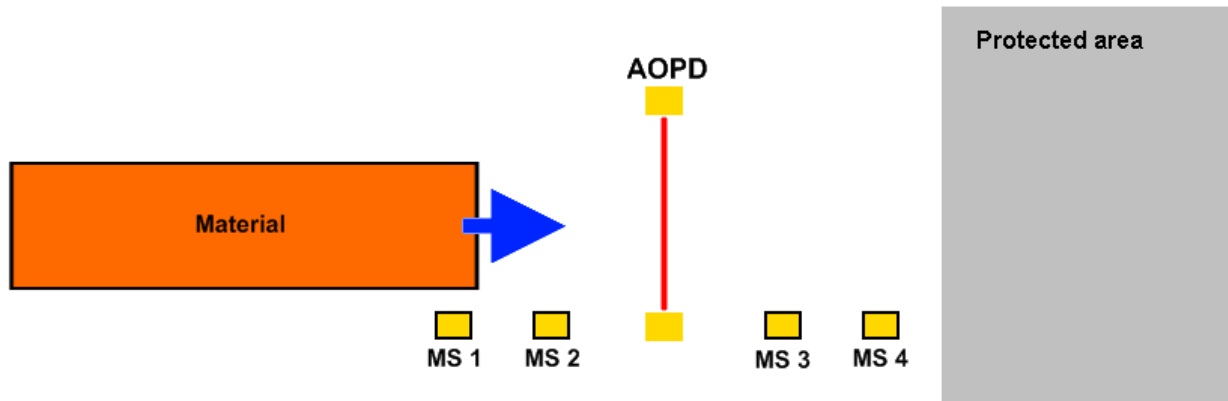 Protected area
AOPD
Material
MS 1
MS 2
MS 3
MS 4